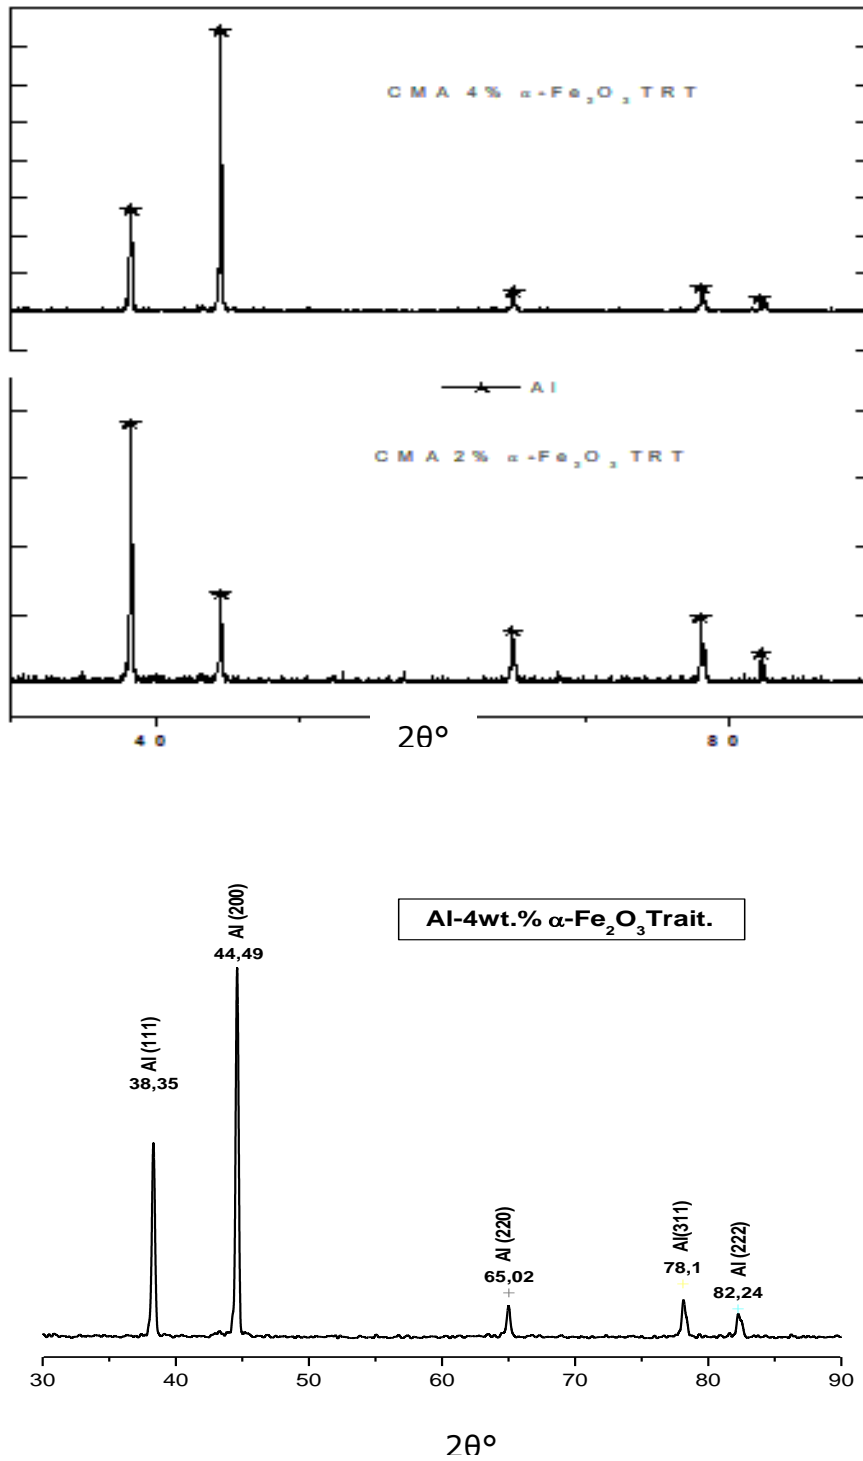 CMA 4% α-Fe₂O₃ TRT
Al
CMA 2% α-Fe₂O₃ TRT
40
2θ°
80
Al (200)
44,49
Al-4wt.% α-Fe₂O₃Trait.
Al (111)
38,35
Al (220)
65,02
Al(311)
78,1
Al (222)
82,24
30 40 50 60 70 80 90
2θ°